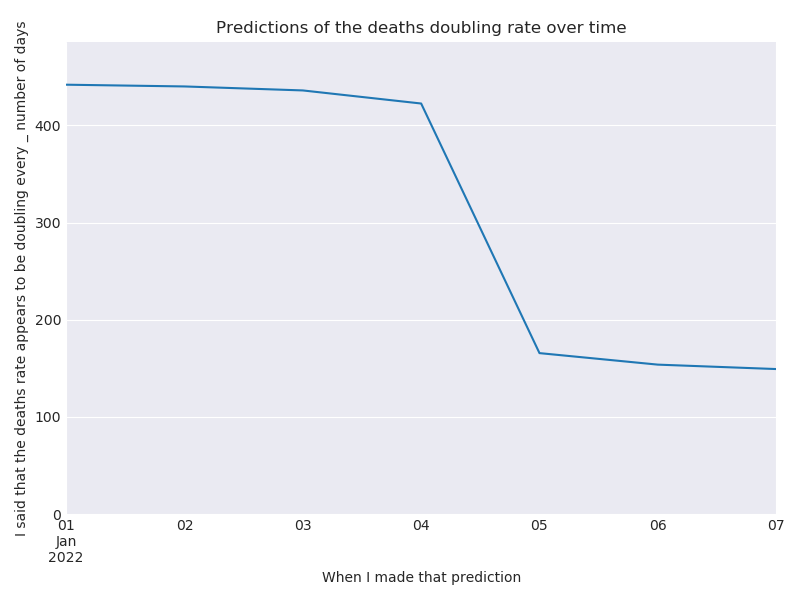 Predictions of the deaths doubling rate over time
I said that the deaths rate appears to be doubling every _ number of days
400
300
200
100
0
01 02 03 04 05 06 07
Jan
2022
When I made that prediction